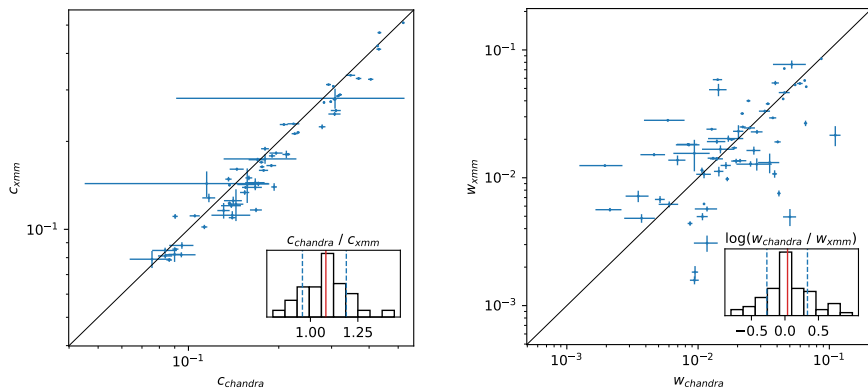 c_xmm
10^{-1}
10^{-1}
c_chandra
c_chandra / c_xmm
1.00
1.25
w_xmm
10^{-1}
10^{-2}
10^{-3}
10^{-3}
10^{-2}
10^{-1}
w_chandra
log(w_chandra / w_xmm)
−0.5
0.0
0.5